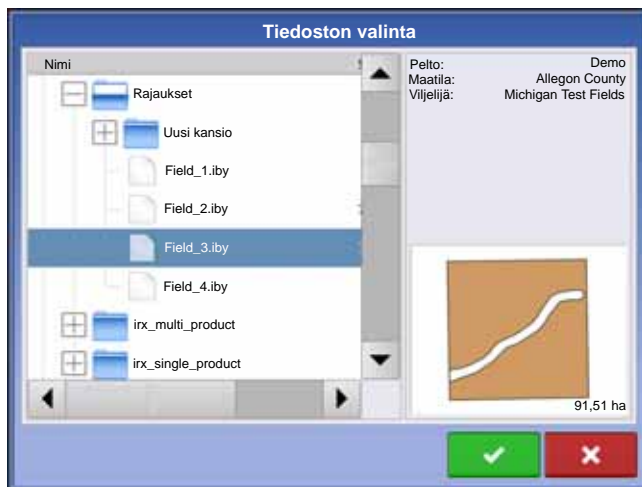 Tiedoston valinta
Nimi
Rajaukset
Uusi kansio
Field_1.iby
Field_2.iby
Field_3.iby
Field_4.iby
irx_multi_product
irx_single_product
Pelto: Demo
Maatila: Allegon County
Viljelijä: Michigan Test Fields
91,51 ha